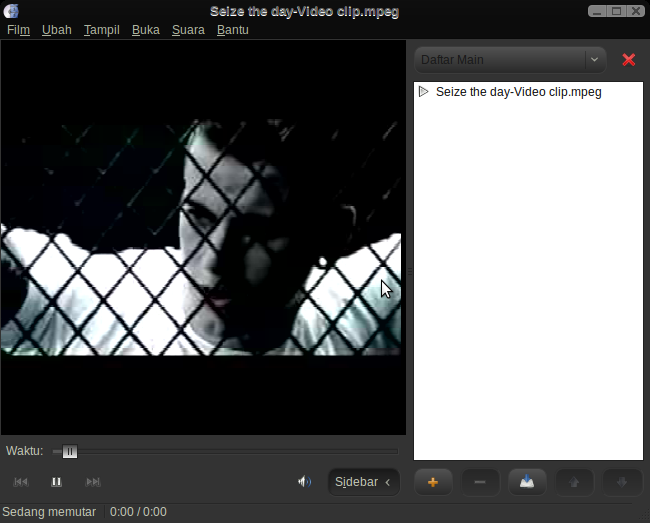 Seize the day-Video clip.mpeg
Film Ubah Tampil Buka Suara Bantu
Daftar Main
Seize the day-Video clip.mpeg
Waktu:
Sidebar
Sedang memutar 0:00 / 0:00